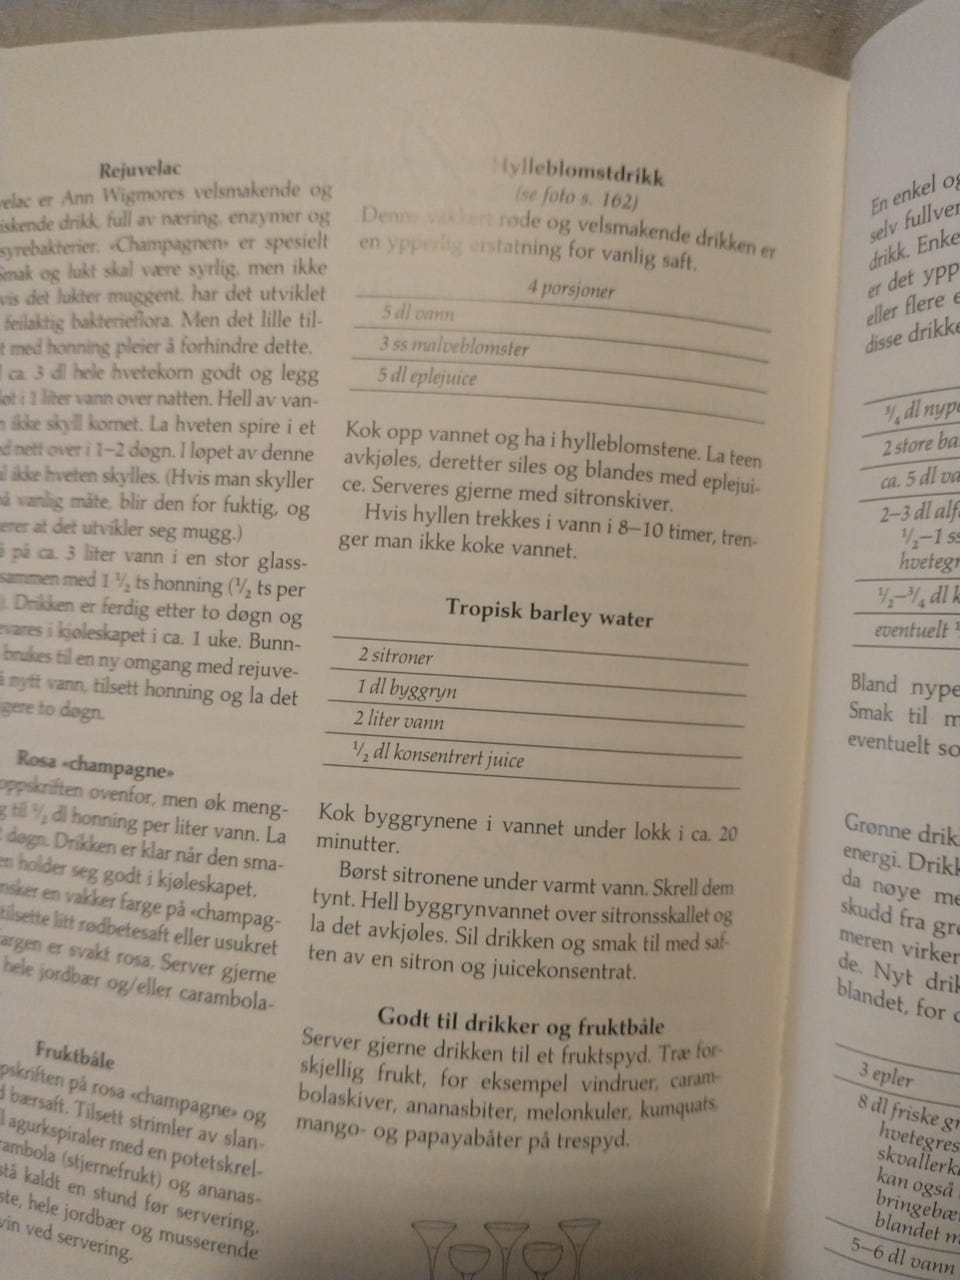 Rejuvelac
velac er Ann Wigmores velsmakende og
iskende drikk, full av næring, enzymer og
syrebakterier. «Champagnen» er spesielt
Smak og lukt skal være syrlig, men ikke
vis det lukter muggent, har det utviklet
feilaktig bakterieflora. Men det lille til-
t med honning pleier å forhindre dette.
ca. 3 dl hele hvetekorn godt og legg
løt i 1 liter vann over natten. Hell av van-
ikke skyll kornet. La hveten spire i et
d nett over i 1–2 døgn. I løpet av denne
al ikke hveten skylles. (Hvis man skyller
på vanlig måte, blir den for fuktig, og
erer at det utvikler seg mugg.)
å på ca. 3 liter vann i en stor glass-
sammen med 1 1/2 ts honning (1/2 ts per
). Drikken er ferdig etter to døgn og
evares i kjøleskapet i ca. 1 uke. Bunn-
brukes til en ny omgang med rejuve-
å nytt vann, tilsett honning og la det
igere to døgn.
Rosa «champagne»
oppskriften ovenfor, men øk meng-
g til 1/2 dl honning per liter vann. La
døgn. Drikken er klar når den sma-
en holder seg godt i kjøleskapet.
nsker en vakker farge på «champag-
tilsette litt rødbetesaft eller usukret
fargen er svakt rosa. Server gjerne
hele jordbær og/eller carambola-
Fruktbåle
pskriften på rosa «champagne» og
d bærsaft. Tilsett strimler av slan-
l agurkspiraler med en potetskrel-
rambola (stjernefrukt) og ananas-
stå kaldt en stund før servering.
ste, hele jordbær og musserende
vin ved servering.
Hylleblomstdrikk
(se foto s. 162)
Denne vakkert røde og velsmakende drikken er
en ypperlig erstatning for vanlig saft.
4 porsjoner
5 dl vann
3 ss malveblomster
5 dl eplejuice
Kok opp vannet og ha i hylleblomstene. La teen
avkjøles, deretter siles og blandes med eplejui-
ce. Serveres gjerne med sitronskiver.
Hvis hyllen trekkes i vann i 8–10 timer, tren-
ger man ikke koke vannet.
Tropisk barley water
2 sitroner
1 dl byggryn
2 liter vann
1/2 dl konsentrert juice
Kok byggrynene i vannet under lokk i ca. 20
minutter.
Børst sitronene under varmt vann. Skrell dem
tynt. Hell byggrynvannet over sitronsskallet og
la det avkjøles. Sil drikken og smak til med saf-
ten av en sitron og juicekonsentrat.
Godt til drikker og fruktbåle
Server gjerne drikken til et fruktspyd. Træ for-
skjellig frukt, for eksempel vindruer, caram-
bolaskiver, ananasbiter, melonkuler, kumquats,
mango- og papayabåter på trespyd.
En enkel og
selv fullver
drikk. Enke
er det ypp
eller flere e
disse drikke
3/4 dl nype
2 store ba
ca. 5 dl va
2–3 dl alf
1/2–1 ss
hvetegr
1/2–3/4 dl k
eventuelt
Bland nype
Smak til m
eventuelt so
Grønne drik
energi. Drikk
da nøye me
skudd fra gr
meren virker
de. Nyt drik
blandet, for
3 epler
8 dl friske gr
hvetegres
skvallerk
kan også
bringebæ
blandet m
5–6 dl vann